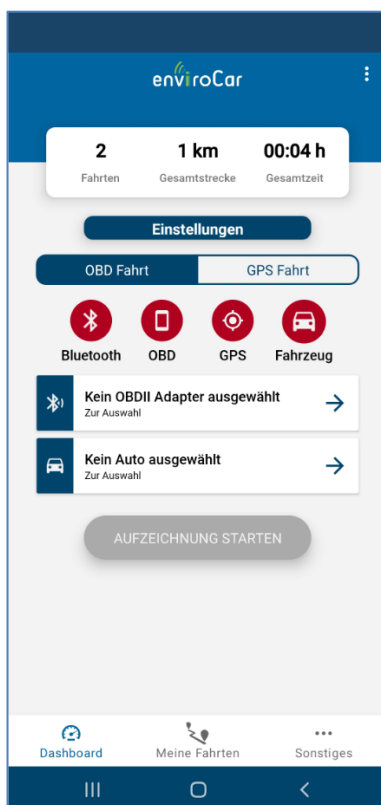 enviroCar
2 1 km 00:04 h
Fahrten Gesamtstrecke Gesamtzeit
Einstellungen
OBD Fahrt GPS Fahrt
Bluetooth OBD GPS Fahrzeug
Kein OBDII Adapter ausgewählt
Zur Auswahl
Kein Auto ausgewählt
Zur Auswahl
AUFZEICHNUNG STARTEN
Dashboard Meine Fahrten Sonstiges